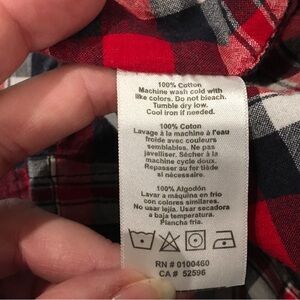 100% Cotton
Machine wash cold with
like colors. Do not bleach.
Tumble dry low.
Cool iron if needed.
100% Coton
Lavage à la machine à l'eau
froide avec couleurs
semblables. Ne pas
javelliser. Sécher à la
machine cycle doux.
Repasser au fer tiède
si nécessaire.
100% Algodón
Lavar a máquina en frio
con colores similares.
No usar lejía. Usar secadora
a baja temperatura.
Plancha fria.
RN # 0100460
CA # 52596